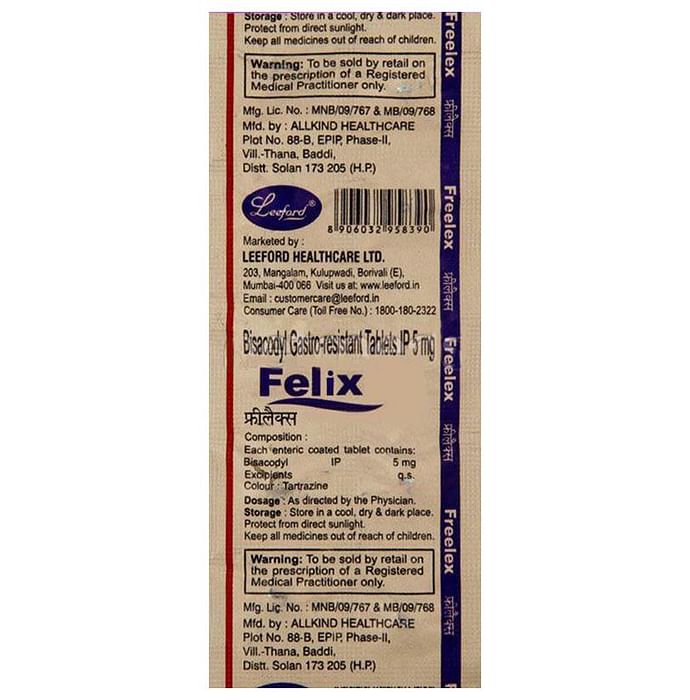 Storage : Store in a cool, dry & dark place.
Protect from direct sunlight.
Keep all medicines out of reach of children.
Warning: To be sold by retail on
the prescription of a Registered
Medical Practitioner only.
Mfg. Lic. No. : MNB/09/767 & MB/09/768
Mfd. by : ALLKIND HEALTHCARE
Plot No. 88-B, EPIP, Phase-II,
Vill.-Thana, Baddi,
Distt. Solan 173 205 (H.P.)
Leeford®
8 906032 958390
Marketed by :
LEEFORD HEALTHCARE LTD.
203, Mangalam, Kulupwadi, Borivali (E),
Mumbai-400 066 Visit us at: www.leeford.in
Email : customercare@leeford.in
Consumer Care (Toll Free No.) : 1800-180-2322
Bisacodyl Gastro-resistant Tablets IP 5 mg
Felix
फ्रीलैक्स
Composition :
Each enteric coated tablet contains:
Bisacodyl IP 5 mg
Excipients q.s.
Colour : Tartrazine
Dosage : As directed by the Physician.
Storage : Store in a cool, dry & dark place.
Protect from direct sunlight.
Keep all medicines out of reach of children.
Warning: To be sold by retail on
the prescription of a Registered
Medical Practitioner only.
Mfg. Lic. No. : MNB/09/767 & MB/09/768
Mfd. by : ALLKIND HEALTHCARE
Plot No. 88-B, EPIP, Phase-II,
Vill.-Thana, Baddi,
Distt. Solan 173 205 (H.P.)
Freelex
फ्रीलैक्स
Freelex
फ्रीलैक्स
Freelex
फ्रीलैक्स
Freelex
फ्रीलैक्स